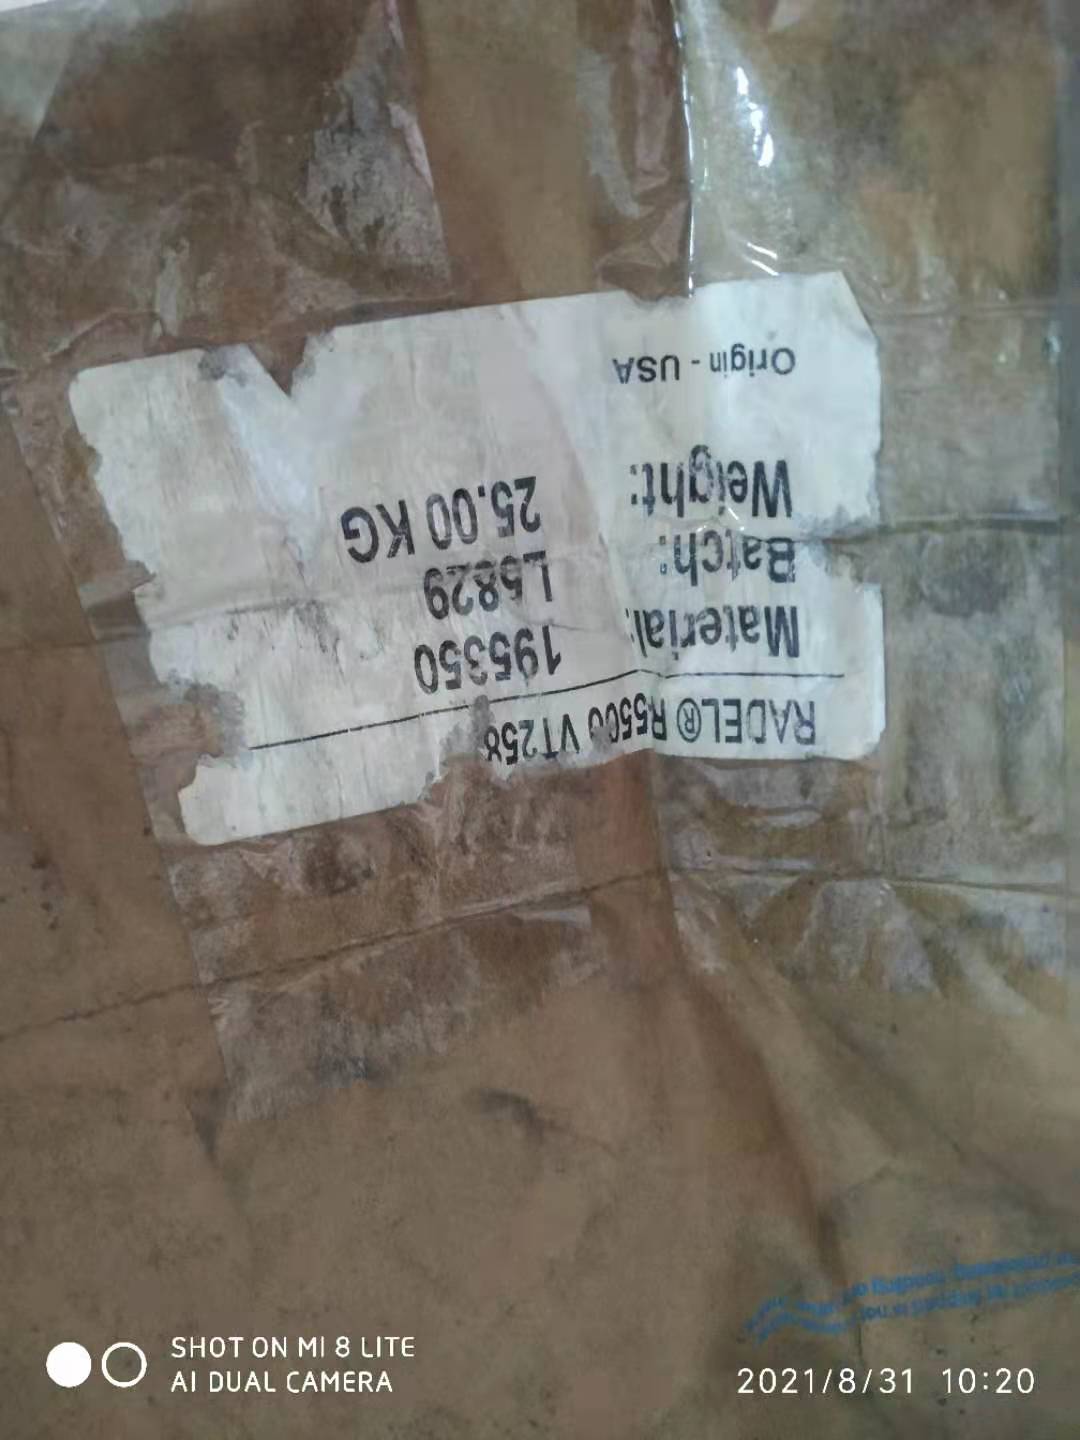 RADEL® R5500 VT258
Material: 195350
Batch: L5829
Weight: 25.00 KG
Origin - USA
SHOT ON MI 8 LITE
AI DUAL CAMERA
2021/8/31 10:20